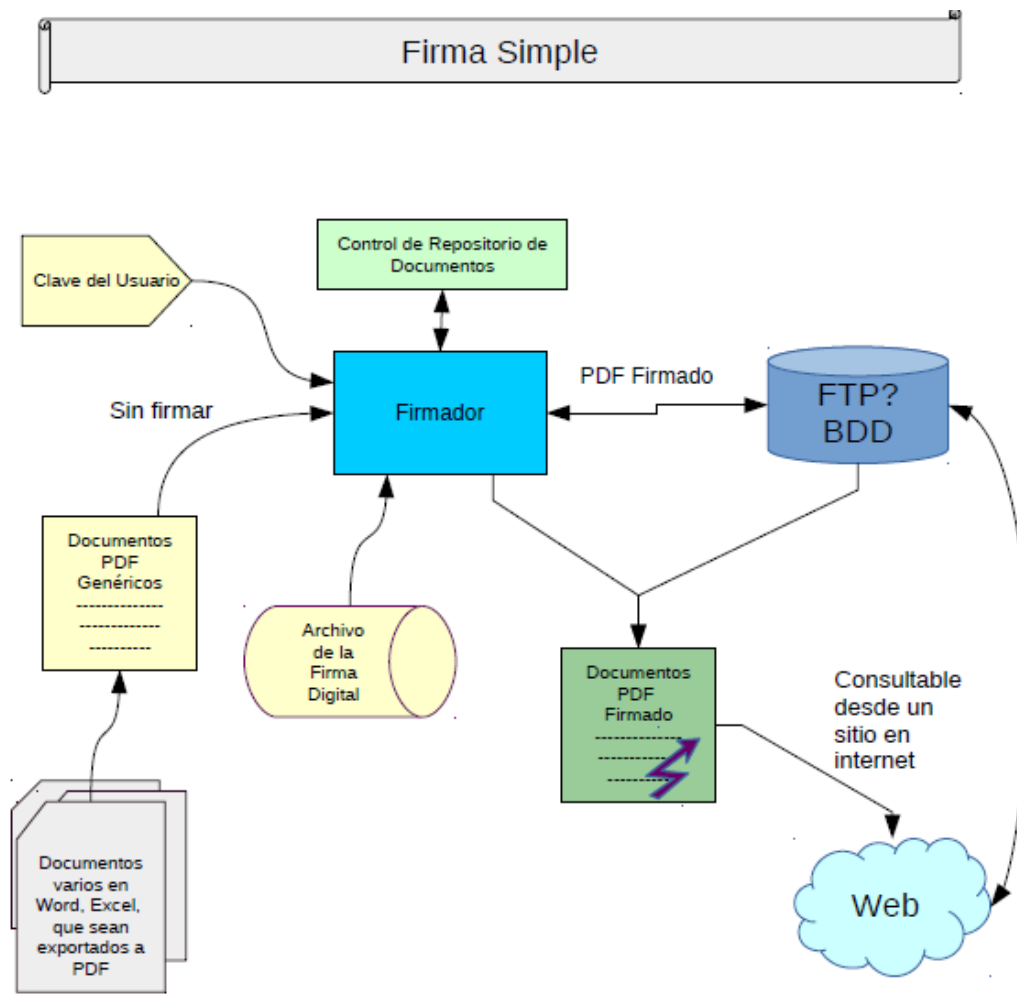 Firma Simple
Control de Repositorio de
Documentos
Clave del Usuario
Sin firmar
Firmador
PDF Firmado
FTP?
BDD
Documentos
PDF
Genéricos
--------------
-------------
----------
Archivo
de la
Firma
Digital
Documentos
PDF
Firmado
--------------
-------------
----------
Consultable
desde un
sitio en
internet
Documentos
varios en
Word, Excel,
que sean
exportados a
PDF
Web